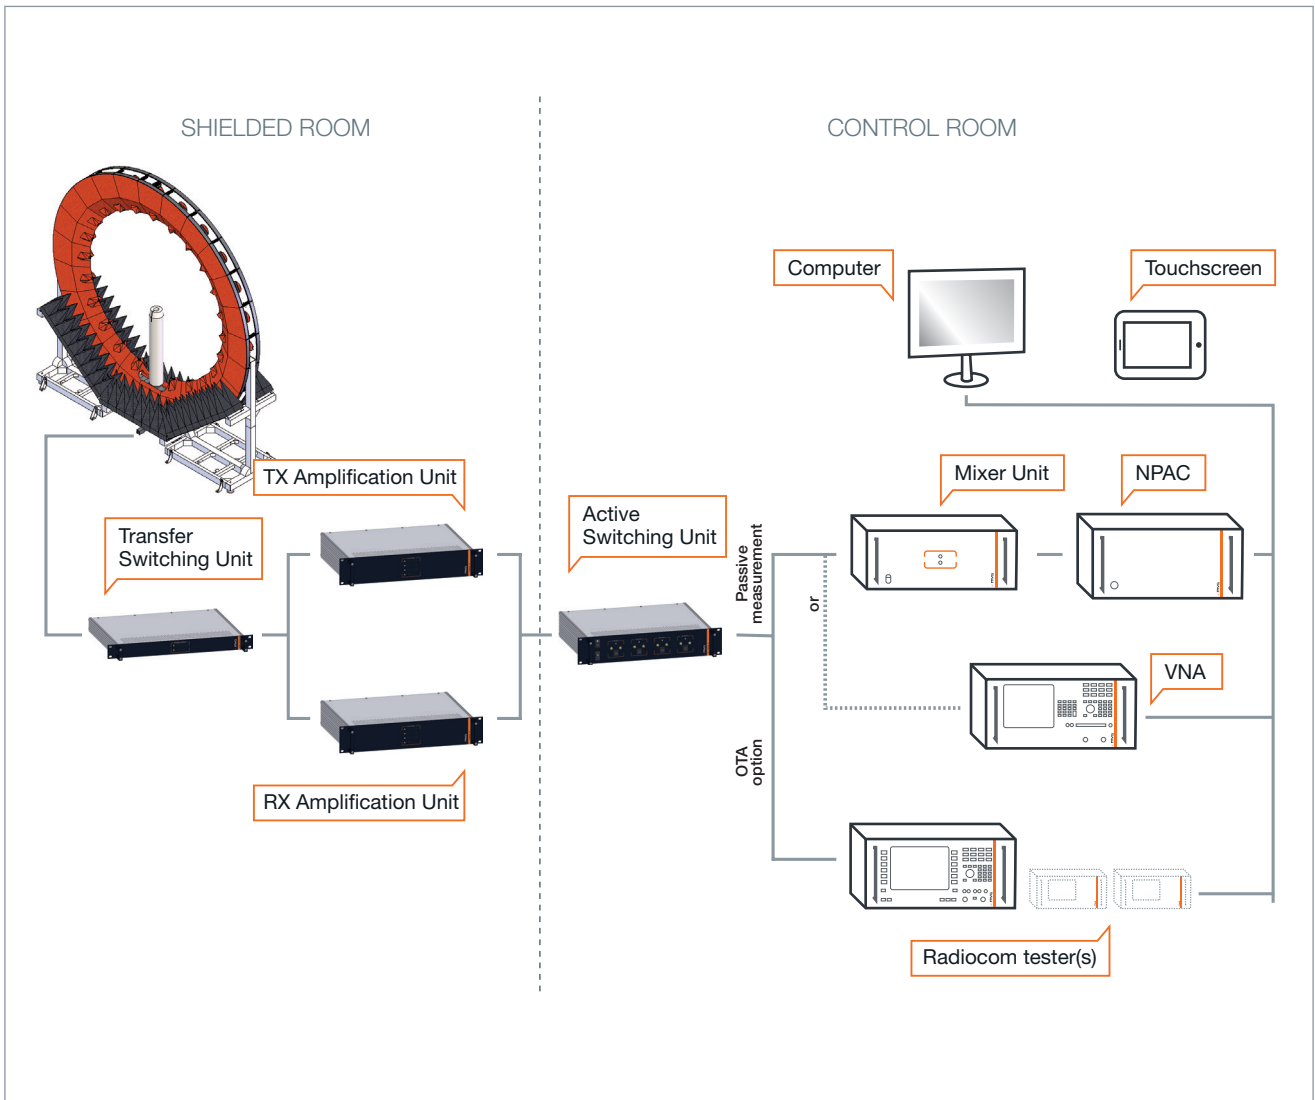 SHIELDED ROOM
CONTROL ROOM
Computer
Touchscreen
TX Amplification Unit
Mixer Unit
NPAC
Transfer
Switching Unit
Active
Switching Unit
Passive
measurement
or
VNA
OTA
option
RX Amplification Unit
Radiocom tester(s)